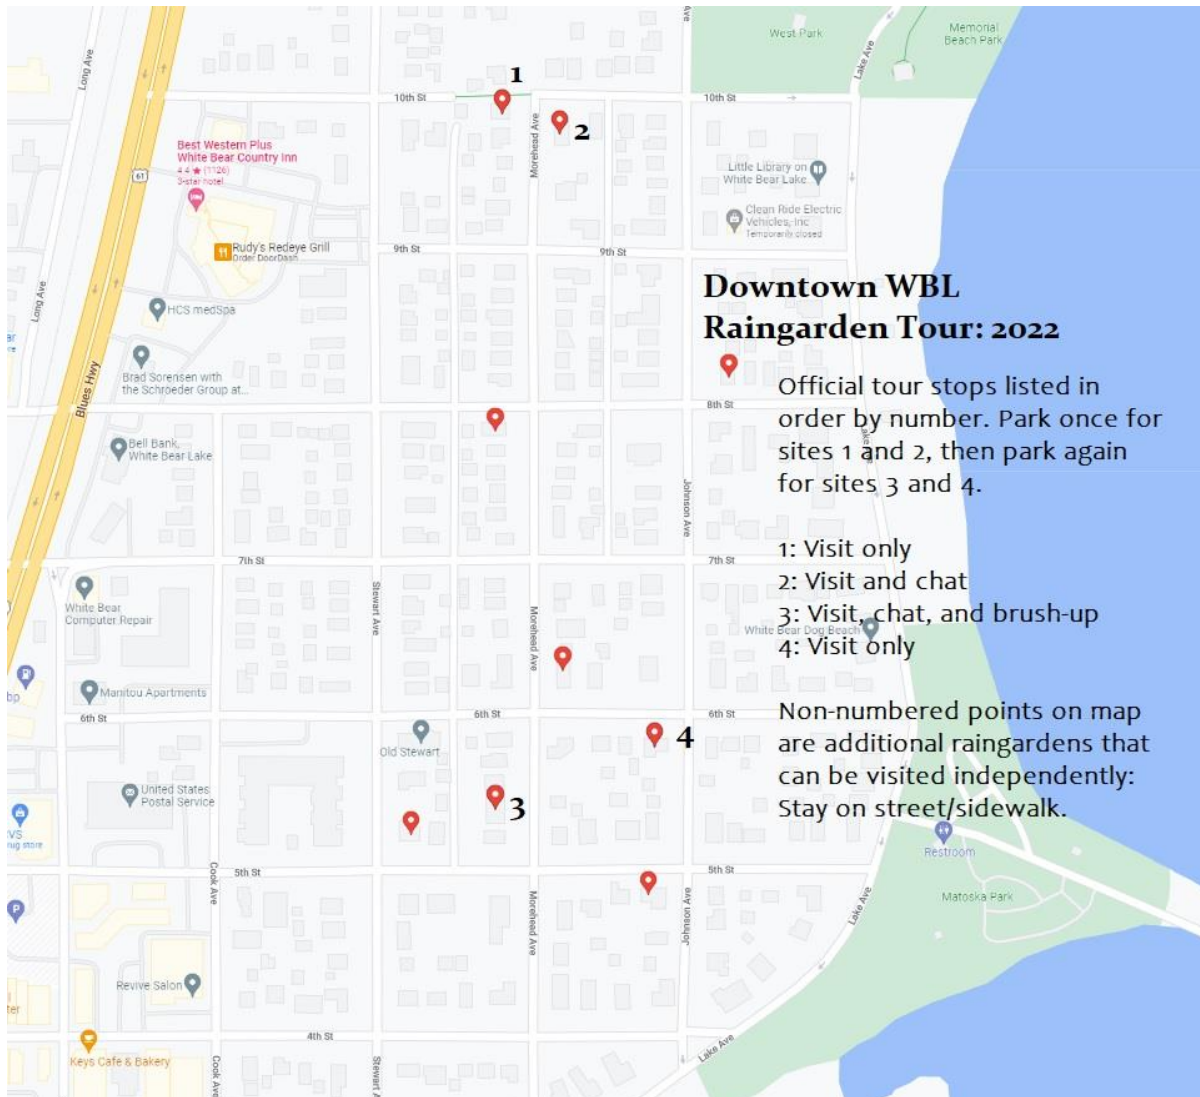 West Park
Memorial
Beach Park
Lake Ave
Long Ave
1
10th St
10th St
2
Morehead Ave
Best Western Plus
White Bear Country Inn
4.4 ★ (1126)
3-star hotel
61
Little Library on
White Bear Lake
Clean Ride Electric
Vehicles, Inc
Temporarily closed
Rudy's Redeye Grill
Order DoorDash
9th St
9th St
Long Ave
HCS medSpa
Downtown WBL
Raingarden Tour: 2022
Brad Sorensen with
the Schroeder Group at...
Blues Hwy
8th St
Official tour stops listed in
order by number. Park once for
sites 1 and 2, then park again
for sites 3 and 4.
Bell Bank,
White Bear Lake
Johnson Ave
7th St
7th St
1: Visit only
2: Visit and chat
3: Visit, chat, and brush-up
4: Visit only
White Bear
Computer Repair
Stewart Ave
Morehead Ave
White Bear Dog Beach
bp
Manitou Apartments
6th St
6th St
6th St
Non-numbered points on map
are additional raingardens that
can be visited independently:
Stay on street/sidewalk.
4
Old Stewart
3
United States
Postal Service
Restroom
5th St
5th St
Cook Ave
Morehead Ave
Johnson Ave
Lake Ave
Matoska Park
P
Revive Salon
4th St
Keys Cafe & Bakery
Cook Ave
Lake Ave